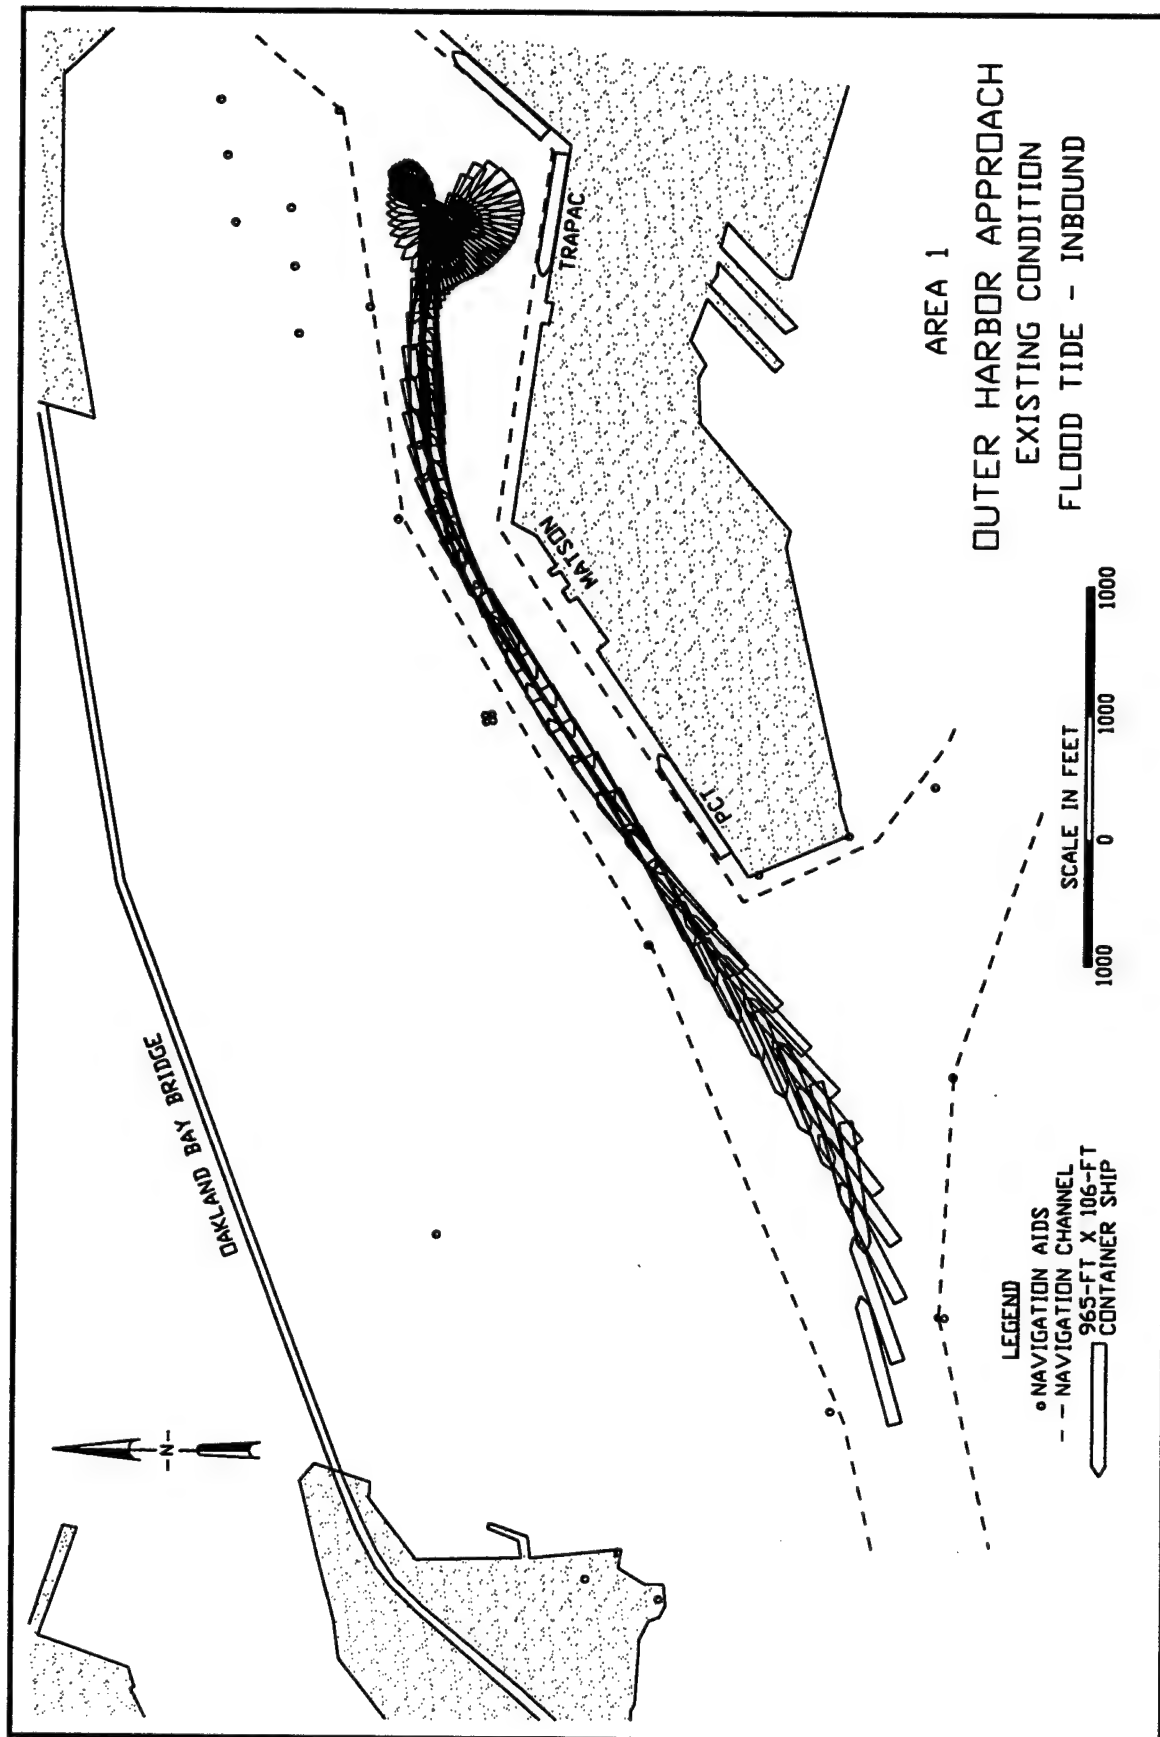 OAKLAND BAY BRIDGE
-N-
TRAPAC
MATSON
PCT
AREA 1
OUTER HARBOR APPROACH
EXISTING CONDITION
FLOOD TIDE - INBOUND
SCALE IN FEET
1000 0 1000 1000
LEGEND
NAVIGATION AIDS
NAVIGATION CHANNEL
965-FT X 106-FT
CONTAINER SHIP